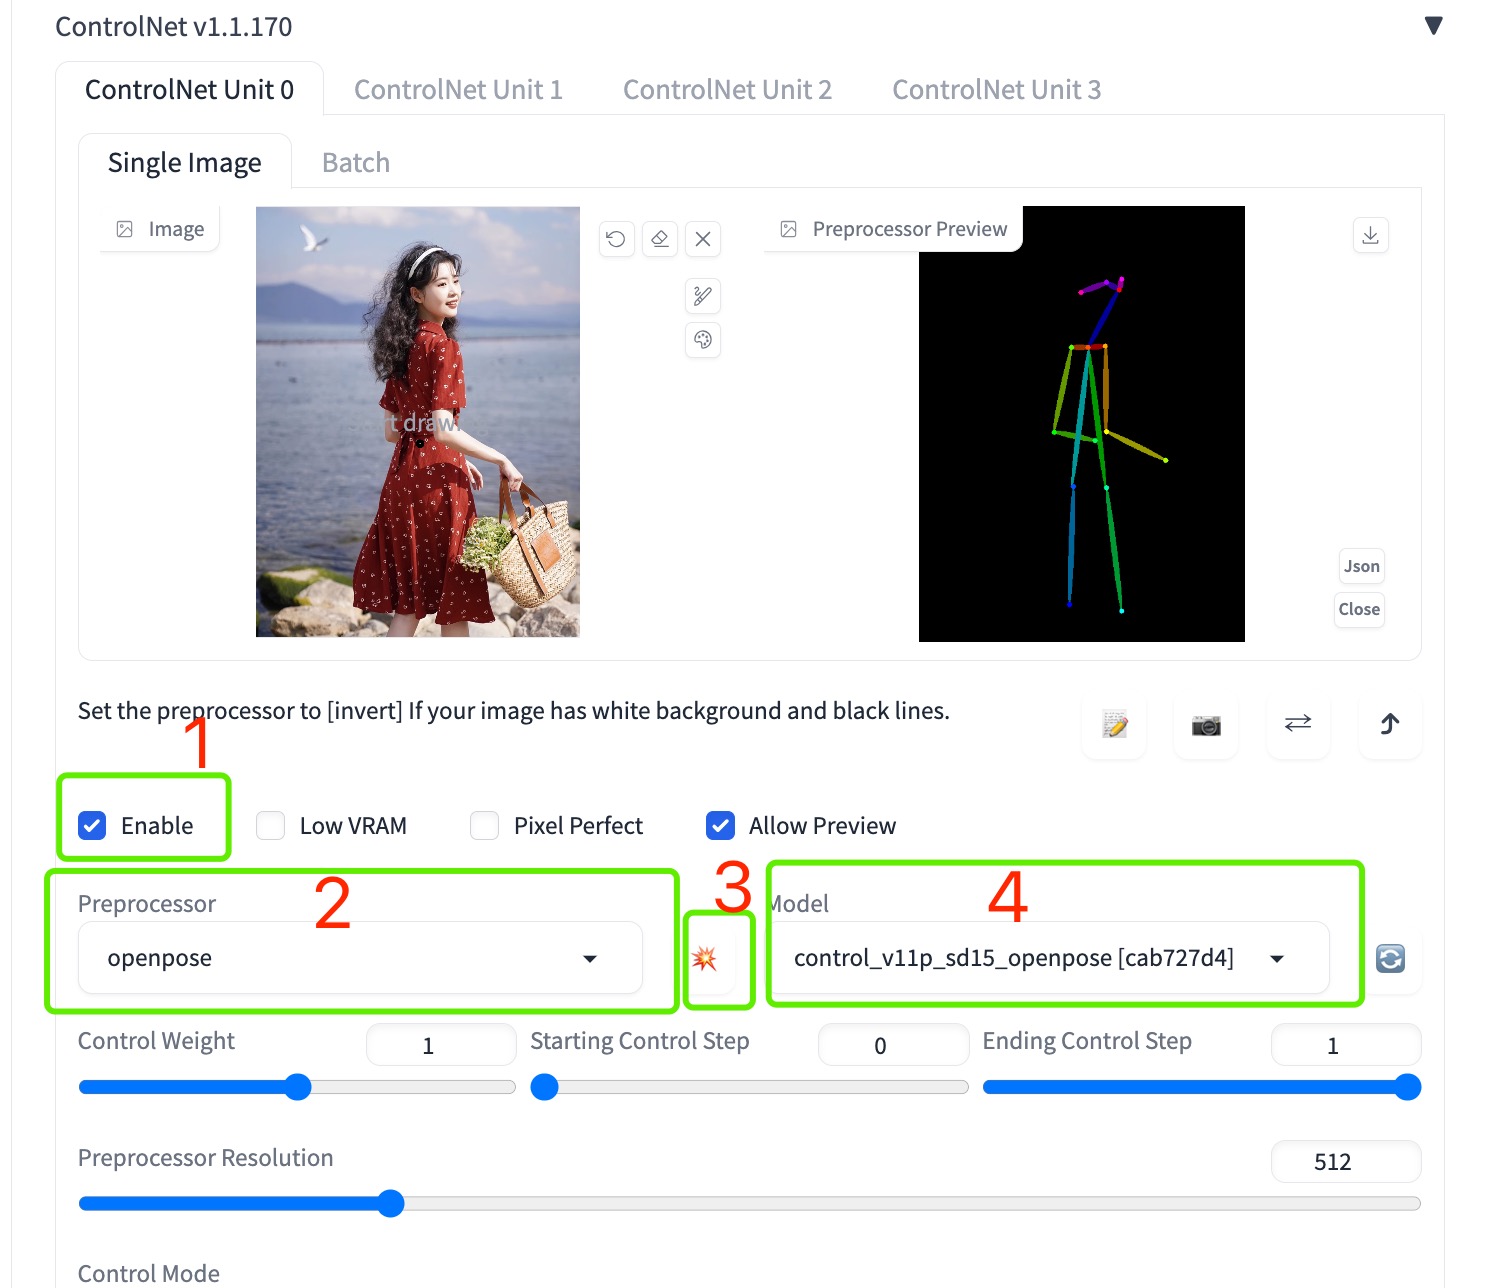 ControlNet v1.1.170
ControlNet Unit 0 ControlNet Unit 1 ControlNet Unit 2 ControlNet Unit 3
Single Image Batch
Image Preprocessor Preview
rt draw
Json
Close
Set the preprocessor to [invert] If your image has white background and black lines.
1
Enable Low VRAM Pixel Perfect Allow Preview
2 3 4
Preprocessor Model
openpose control_v11p_sd15_openpose [cab727d4]
Control Weight 1 Starting Control Step 0 Ending Control Step 1
Preprocessor Resolution 512
Control Mode